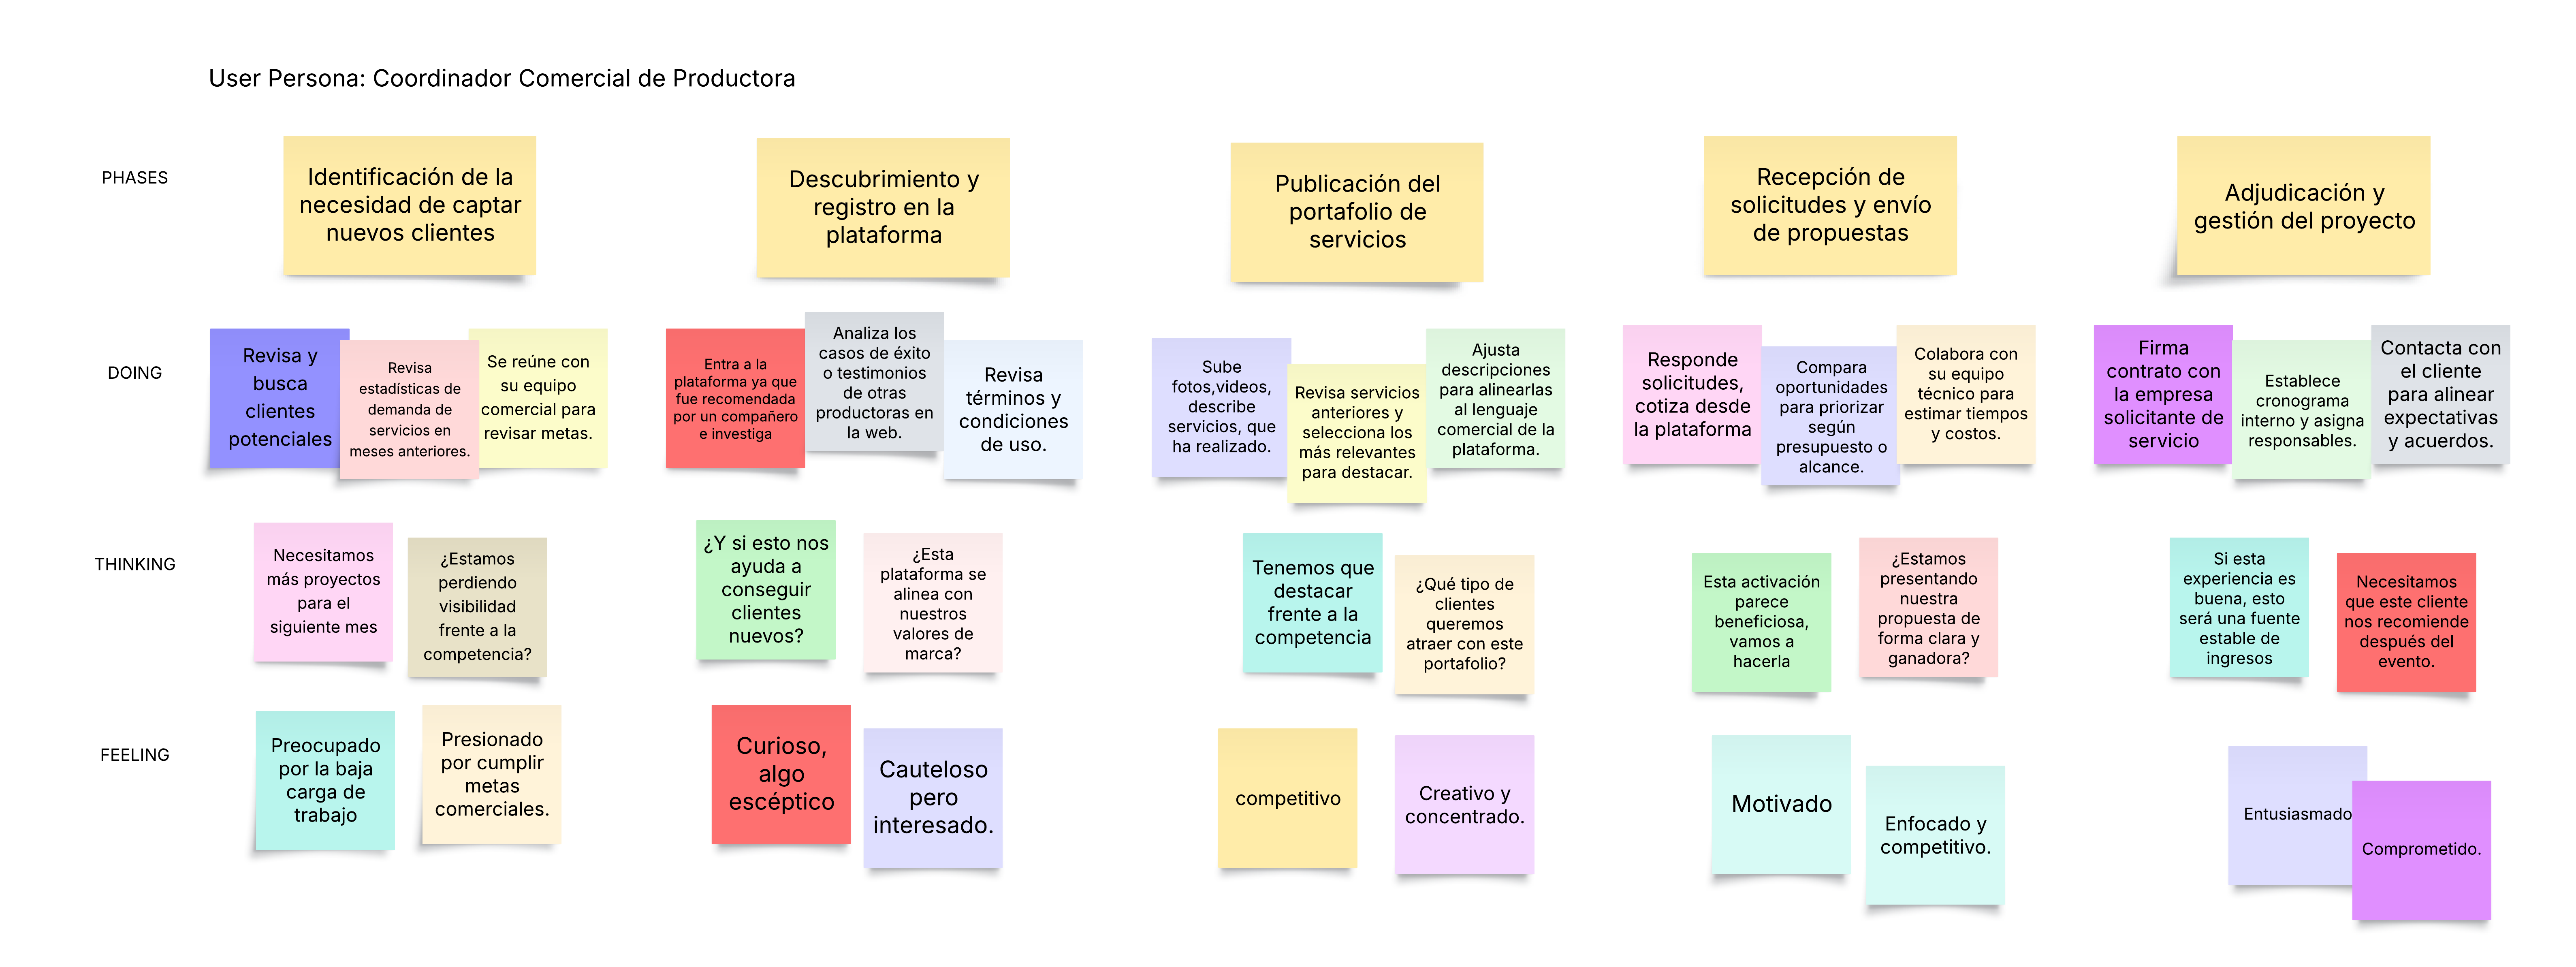 User Persona: Coordinador Comercial de Productora
PHASES
Identificación de la
necesidad de captar
nuevos clientes
Descubrimiento y
registro en la
plataforma
Publicación del
portafolio de
servicios
Recepción de
solicitudes y envío
de propuestas
Adjudicación y
gestión del proyecto
DOING
Revisa y
busca
clientes
potenciales
Revisa
estadísticas de
demanda de
servicios en
meses anteriores.
Se reúne con
su equipo
comercial para
revisar metas.
Entra a la
plataforma ya que
fue recomendada
por un compañero
e investiga
Analiza los
casos de éxito
o testimonios
de otras
productoras en
la web.
Revisa
términos y
condiciones
de uso.
Sube
fotos,videos,
describe
servicios, que
ha realizado.
Revisa servicios
anteriores y
selecciona los
más relevantes
para destacar.
Ajusta
descripciones
para alinearlas
al lenguaje
comercial de la
plataforma.
Responde
solicitudes,
cotiza desde
la plataforma
Compara
oportunidades
para priorizar
según
presupuesto o
alcance.
Colabora con
su equipo
técnico para
estimar tiempos
y costos.
Firma
contrato con
la empresa
solicitante de
servicio
Establece
cronograma
interno y asigna
responsables.
Contacta con
el cliente
para alinear
expectativas
y acuerdos.
THINKING
Necesitamos
más proyectos
para el
siguiente mes
¿Estamos
perdiendo
visibilidad
frente a la
competencia?
¿Y si esto nos
ayuda a
conseguir
clientes
nuevos?
¿Esta
plataforma se
alinea con
nuestros
valores de
marca?
Tenemos que
destacar
frente a la
competencia
¿Qué tipo de
clientes
queremos
atraer con este
portafolio?
Esta activación
parece
beneficiosa,
vamos a
hacerla
¿Estamos
presentando
nuestra
propuesta de
forma clara y
ganadora?
Si esta
experiencia es
buena, esto
será una fuente
estable de
ingresos
Necesitamos
que este cliente
nos recomiende
después del
evento.
FEELING
Preocupado
por la baja
carga de
trabajo
Presionado
por cumplir
metas
comerciales.
Curioso,
algo
escéptico
Cauteloso
pero
interesado.
competitivo
Creativo y
concentrado.
Motivado
Enfocado y
competitivo.
Entusiasmado
Comprometido.